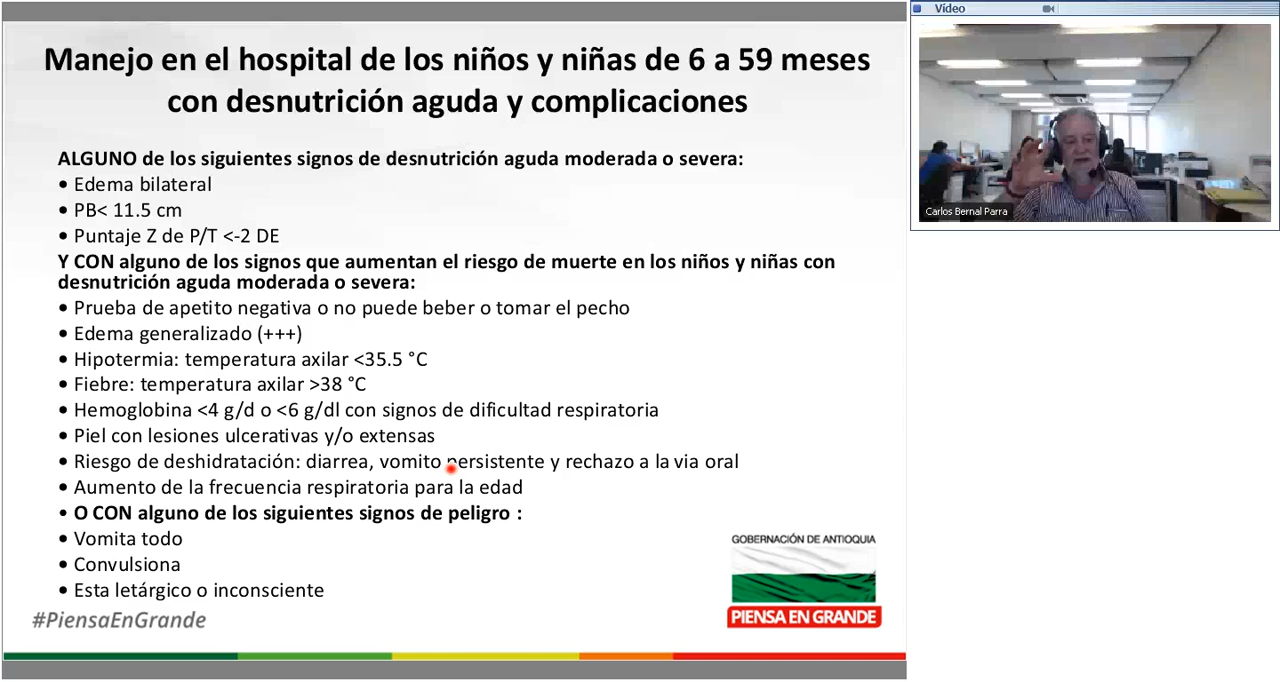 Manejo en el hospital de los niños y niñas de 6 a 59 meses
con desnutrición aguda y complicaciones
ALGUNO de los siguientes signos de desnutrición aguda moderada o severa:
• Edema bilateral
• PB< 11.5 cm
• Puntaje Z de P/T <-2 DE
Y CON alguno de los signos que aumentan el riesgo de muerte en los niños y niñas con
desnutrición aguda moderada o severa:
• Prueba de apetito negativa o no puede beber o tomar el pecho
• Edema generalizado (+++)
• Hipotermia: temperatura axilar <35.5 °C
• Fiebre: temperatura axilar >38 °C
• Hemoglobina <4 g/d o <6 g/dl con signos de dificultad respiratoria
• Piel con lesiones ulcerativas y/o extensas
• Riesgo de deshidratación: diarrea, vomito persistente y rechazo a la via oral
• Aumento de la frecuencia respiratoria para la edad
• O CON alguno de los siguientes signos de peligro :
• Vomita todo
• Convulsiona
• Esta letárgico o inconsciente
#PiensaEnGrande
GOBERNACIÓN DE ANTIOQUIA
PIENSA EN GRANDE
Vídeo
Carlos Bernal Parra